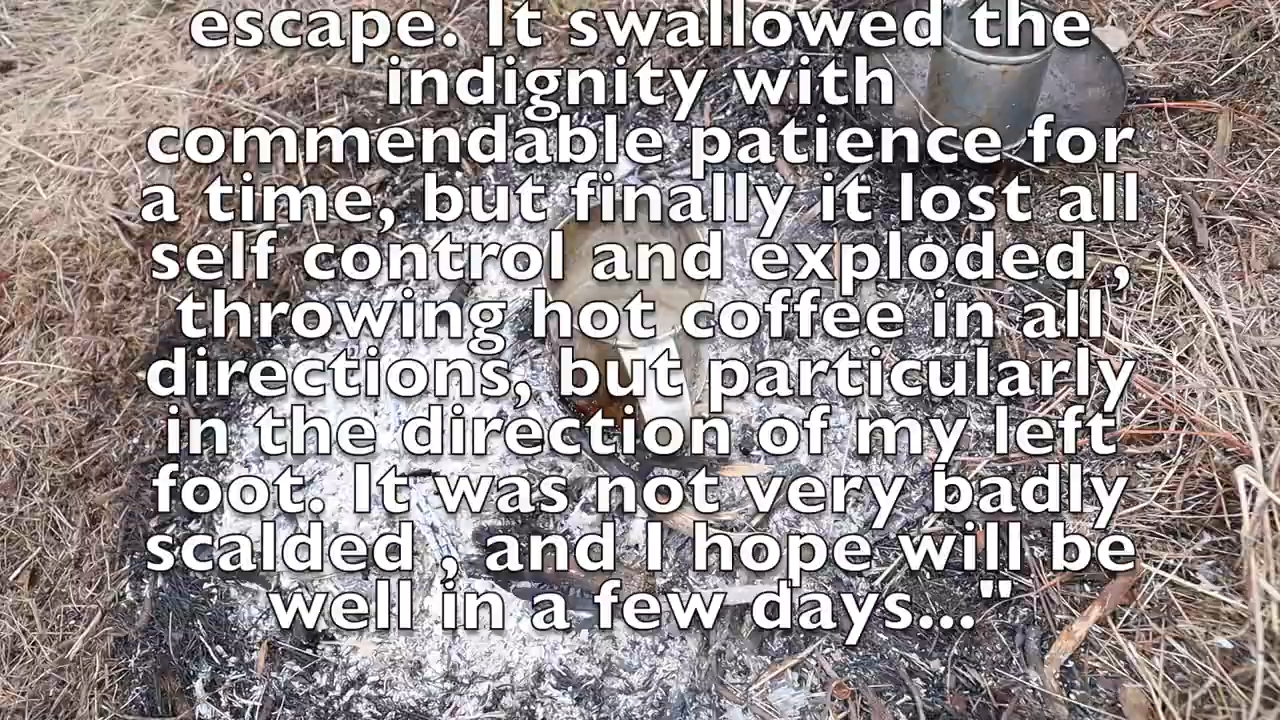 escape. It swallowed the
indignity with
commendable patience for
a time, but finally it lost all
self control and exploded ,
throwing hot coffee in all
directions, but particularly
in the direction of my left
foot. It was not very badly
scalded , and I hope will be
well in a few days..."